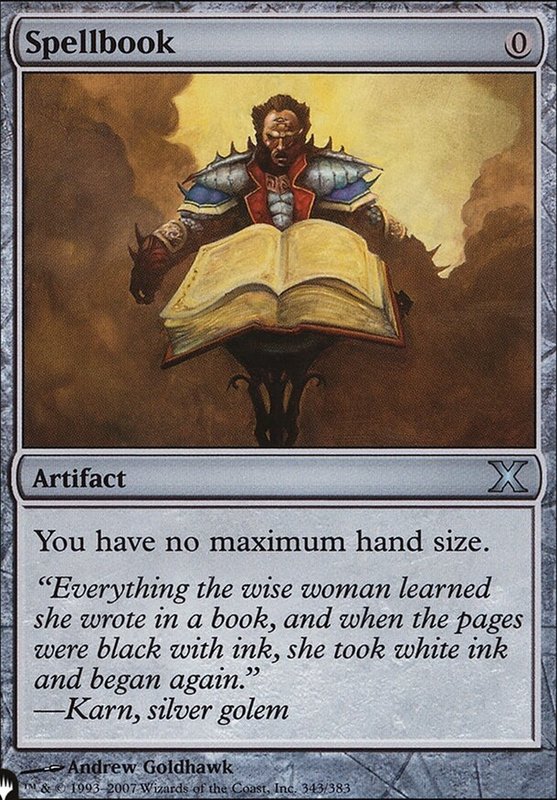 Spellbook 0
Artifact X
You have no maximum hand size.
“Everything the wise woman learned
she wrote in a book, and when the pages
were black with ink, she took white ink
and began again.”
—Karn, silver golem
Andrew Goldhawk
™ & © 1993–2007 Wizards of the Coast, Inc. 343/383